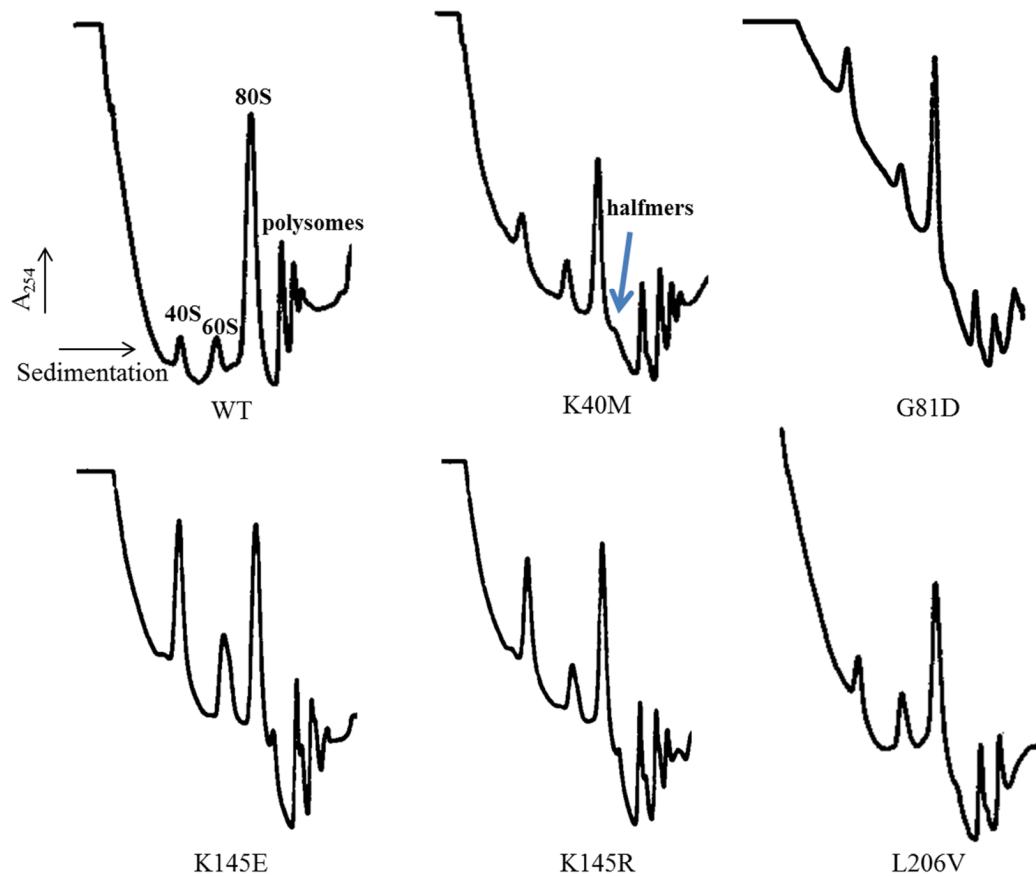 80S
polysomes
halfmers
A254
40S
60S
Sedimentation
WT
K40M
G81D
K145E
K145R
L206V